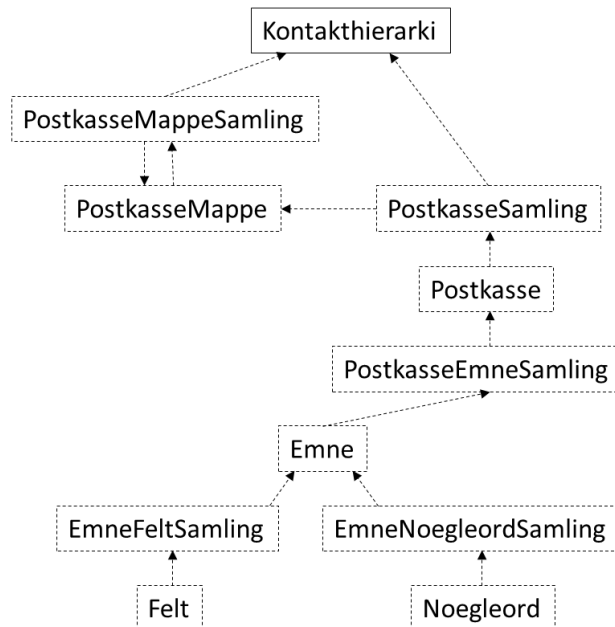 Kontakthierarki
PostkasseMappeSamling
PostkasseMappe
PostkasseSamling
Postkasse
PostkasseEmneSamling
Emne
EmneFeltSamling
EmneNoegleordSamling
Felt
Noegleord